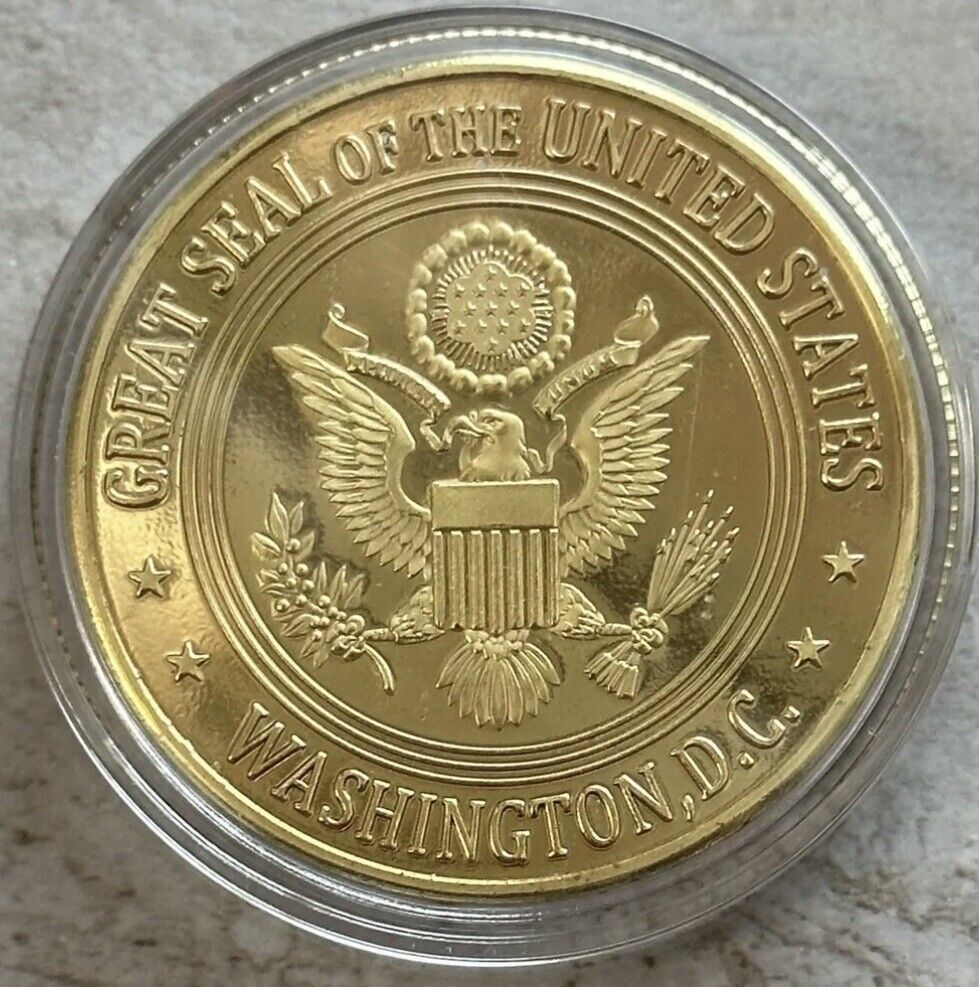 GREAT SEAL OF THE UNITED STATES
WASHINGTON, D.C.